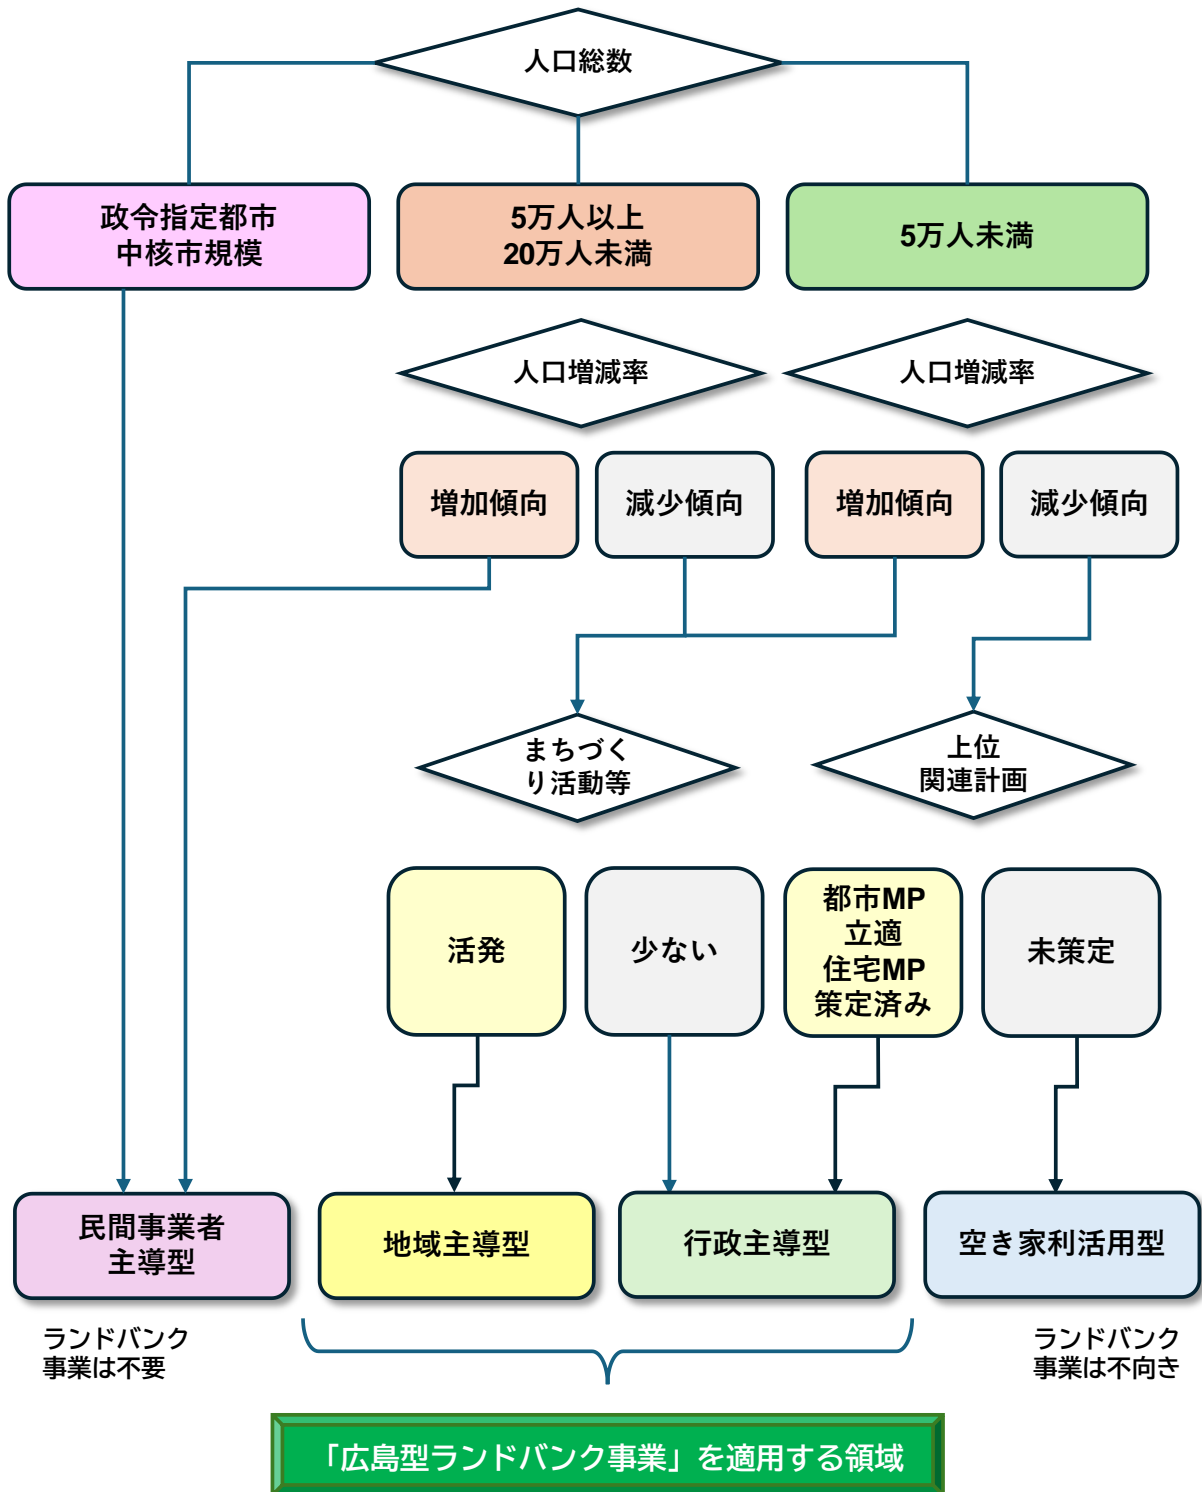 人口総数
政令指定都市
中核市規模
5万人以上
20万人未満
5万人未満
人口増減率
人口増減率
増加傾向
減少傾向
増加傾向
減少傾向
まちづく
り活動等
上位
関連計画
活発
少ない
都市MP
立適
住宅MP
策定済み
未策定
民間事業者
主導型
地域主導型
行政主導型
空き家利活用型
ランドバンク
事業は不要
ランドバンク
事業は不向き
「広島型ランドバンク事業」を適用する領域